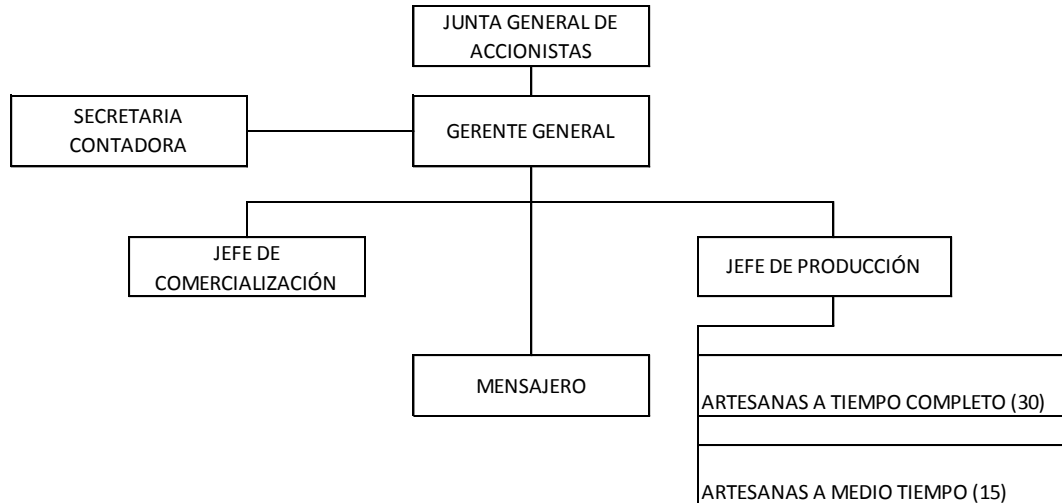 JUNTA GENERAL DE
ACCIONISTAS
SECRETARIA
CONTADORA
GERENTE GENERAL
JEFE DE
COMERCIALIZACIÓN
JEFE DE PRODUCCIÓN
MENSAJERO
ARTESANAS A TIEMPO COMPLETO (30)
ARTESANAS A MEDIO TIEMPO (15)